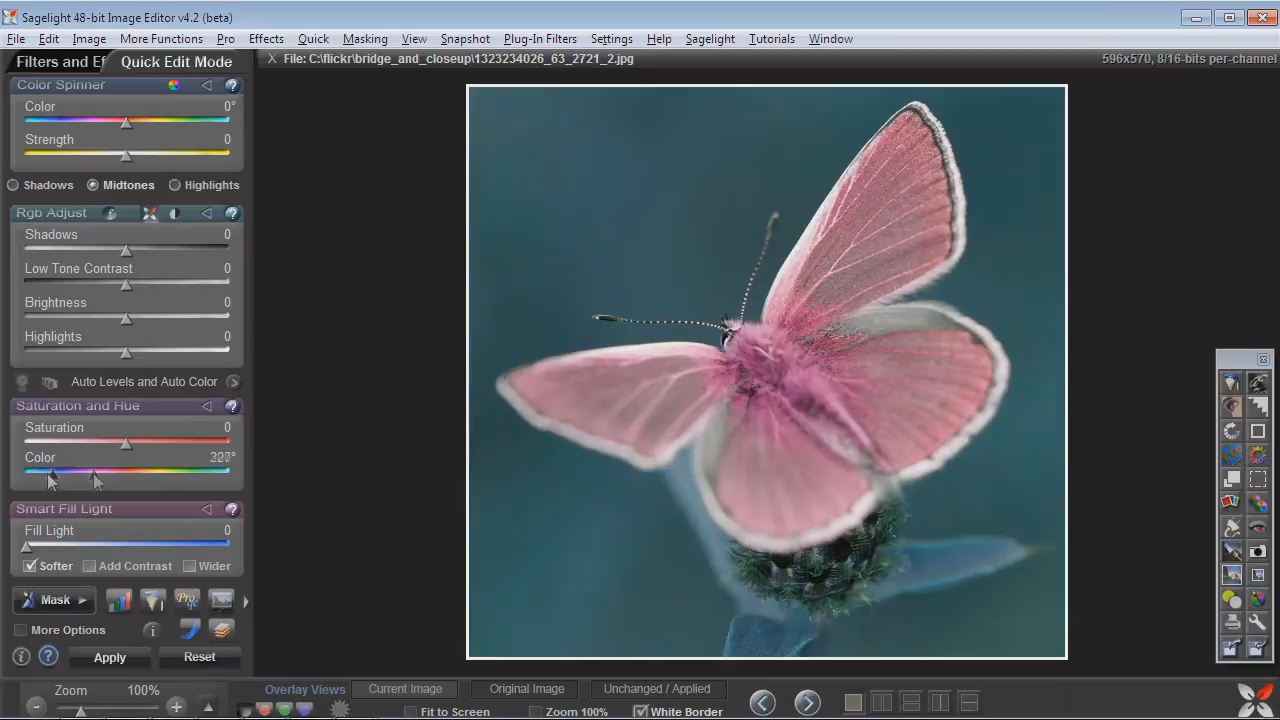 Sagelight 48-bit Image Editor v4.2 (beta)
File Edit Image More Functions Pro Effects Quick Masking View Snapshot Plug-In Filters Settings Help Sagelight Tutorials Window
Filters and Ef Quick Edit Mode
X File: C:\flickr\bridge_and_closeup\1323234026_63_2721_2.jpg
596x570, 8/16-bits per-channel
Color Spinner ?
Color 0°
Strength 0
Shadows Midtones Highlights
Rgb Adjust ?
Shadows 0
Low Tone Contrast 0
Brightness 0
Highlights 0
Auto Levels and Auto Color
Saturation and Hue ?
Saturation 0
Color
Smart Fill Light ?
Fill Light 0
Softer Add Contrast Wider
Mask
More Options
Apply Reset
Zoom 100%
Overlay Views Current Image Original Image Unchanged / Applied
Fit to Screen Zoom 100% White Border